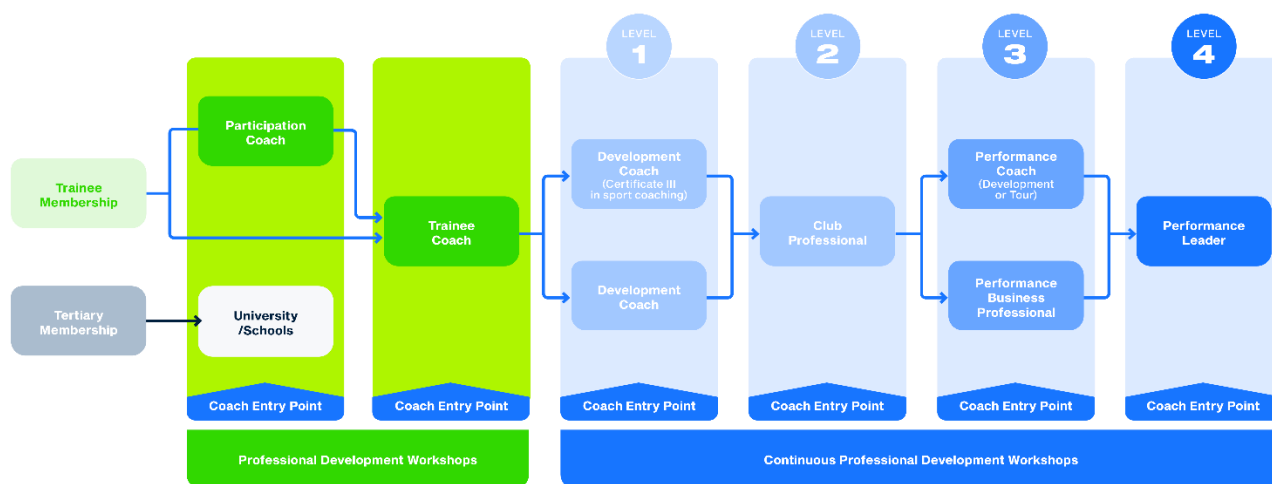 LEVEL
1
LEVEL
2
LEVEL
3
LEVEL
4
Trainee
Membership
Participation
Coach
Trainee
Coach
Development
Coach
(Certificate III
in sport coaching)
Club
Professional
Performance
Coach
(Development
or Tour)
Performance
Leader
Tertiary
Membership
University
/Schools
Development
Coach
Performance
Business
Professional
Coach Entry Point
Coach Entry Point
Coach Entry Point
Coach Entry Point
Coach Entry Point
Coach Entry Point
Professional Development Workshops
Continuous Professional Development Workshops